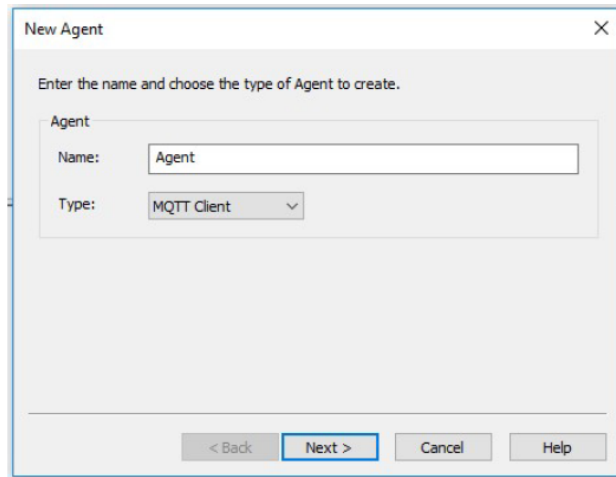 New Agent
Enter the name and choose the type of Agent to create.
Agent
Name: Agent
Type: MQTT Client
< Back Next > Cancel Help